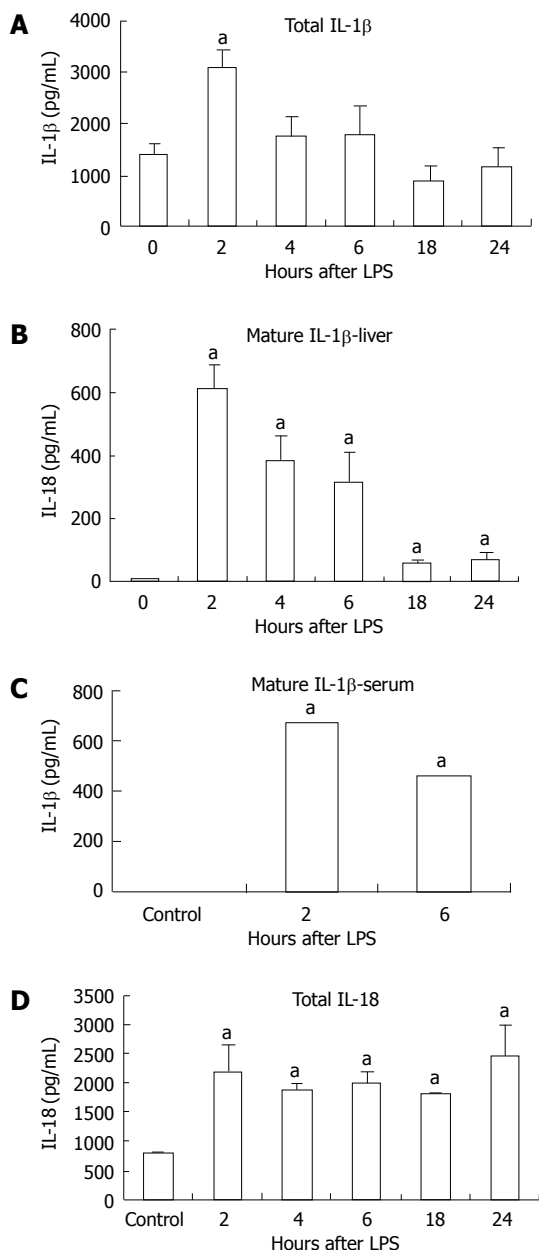 A
Total IL-1β
IL-1β (pg/mL)
4000
3000
2000
1000
0
a
0 2 4 6 18 24
Hours after LPS
B
Mature IL-1β-liver
IL-18 (pg/mL)
800
600
400
200
0
a a a a a
0 2 4 6 18 24
Hours after LPS
C
Mature IL-1β-serum
IL-1β (pg/mL)
800
600
400
200
0
a a
Control 2 6
Hours after LPS
D
Total IL-18
IL-18 (pg/mL)
3500
3000
2500
2000
1500
1000
500
0
a a a a a
Control 2 4 6 18 24
Hours after LPS